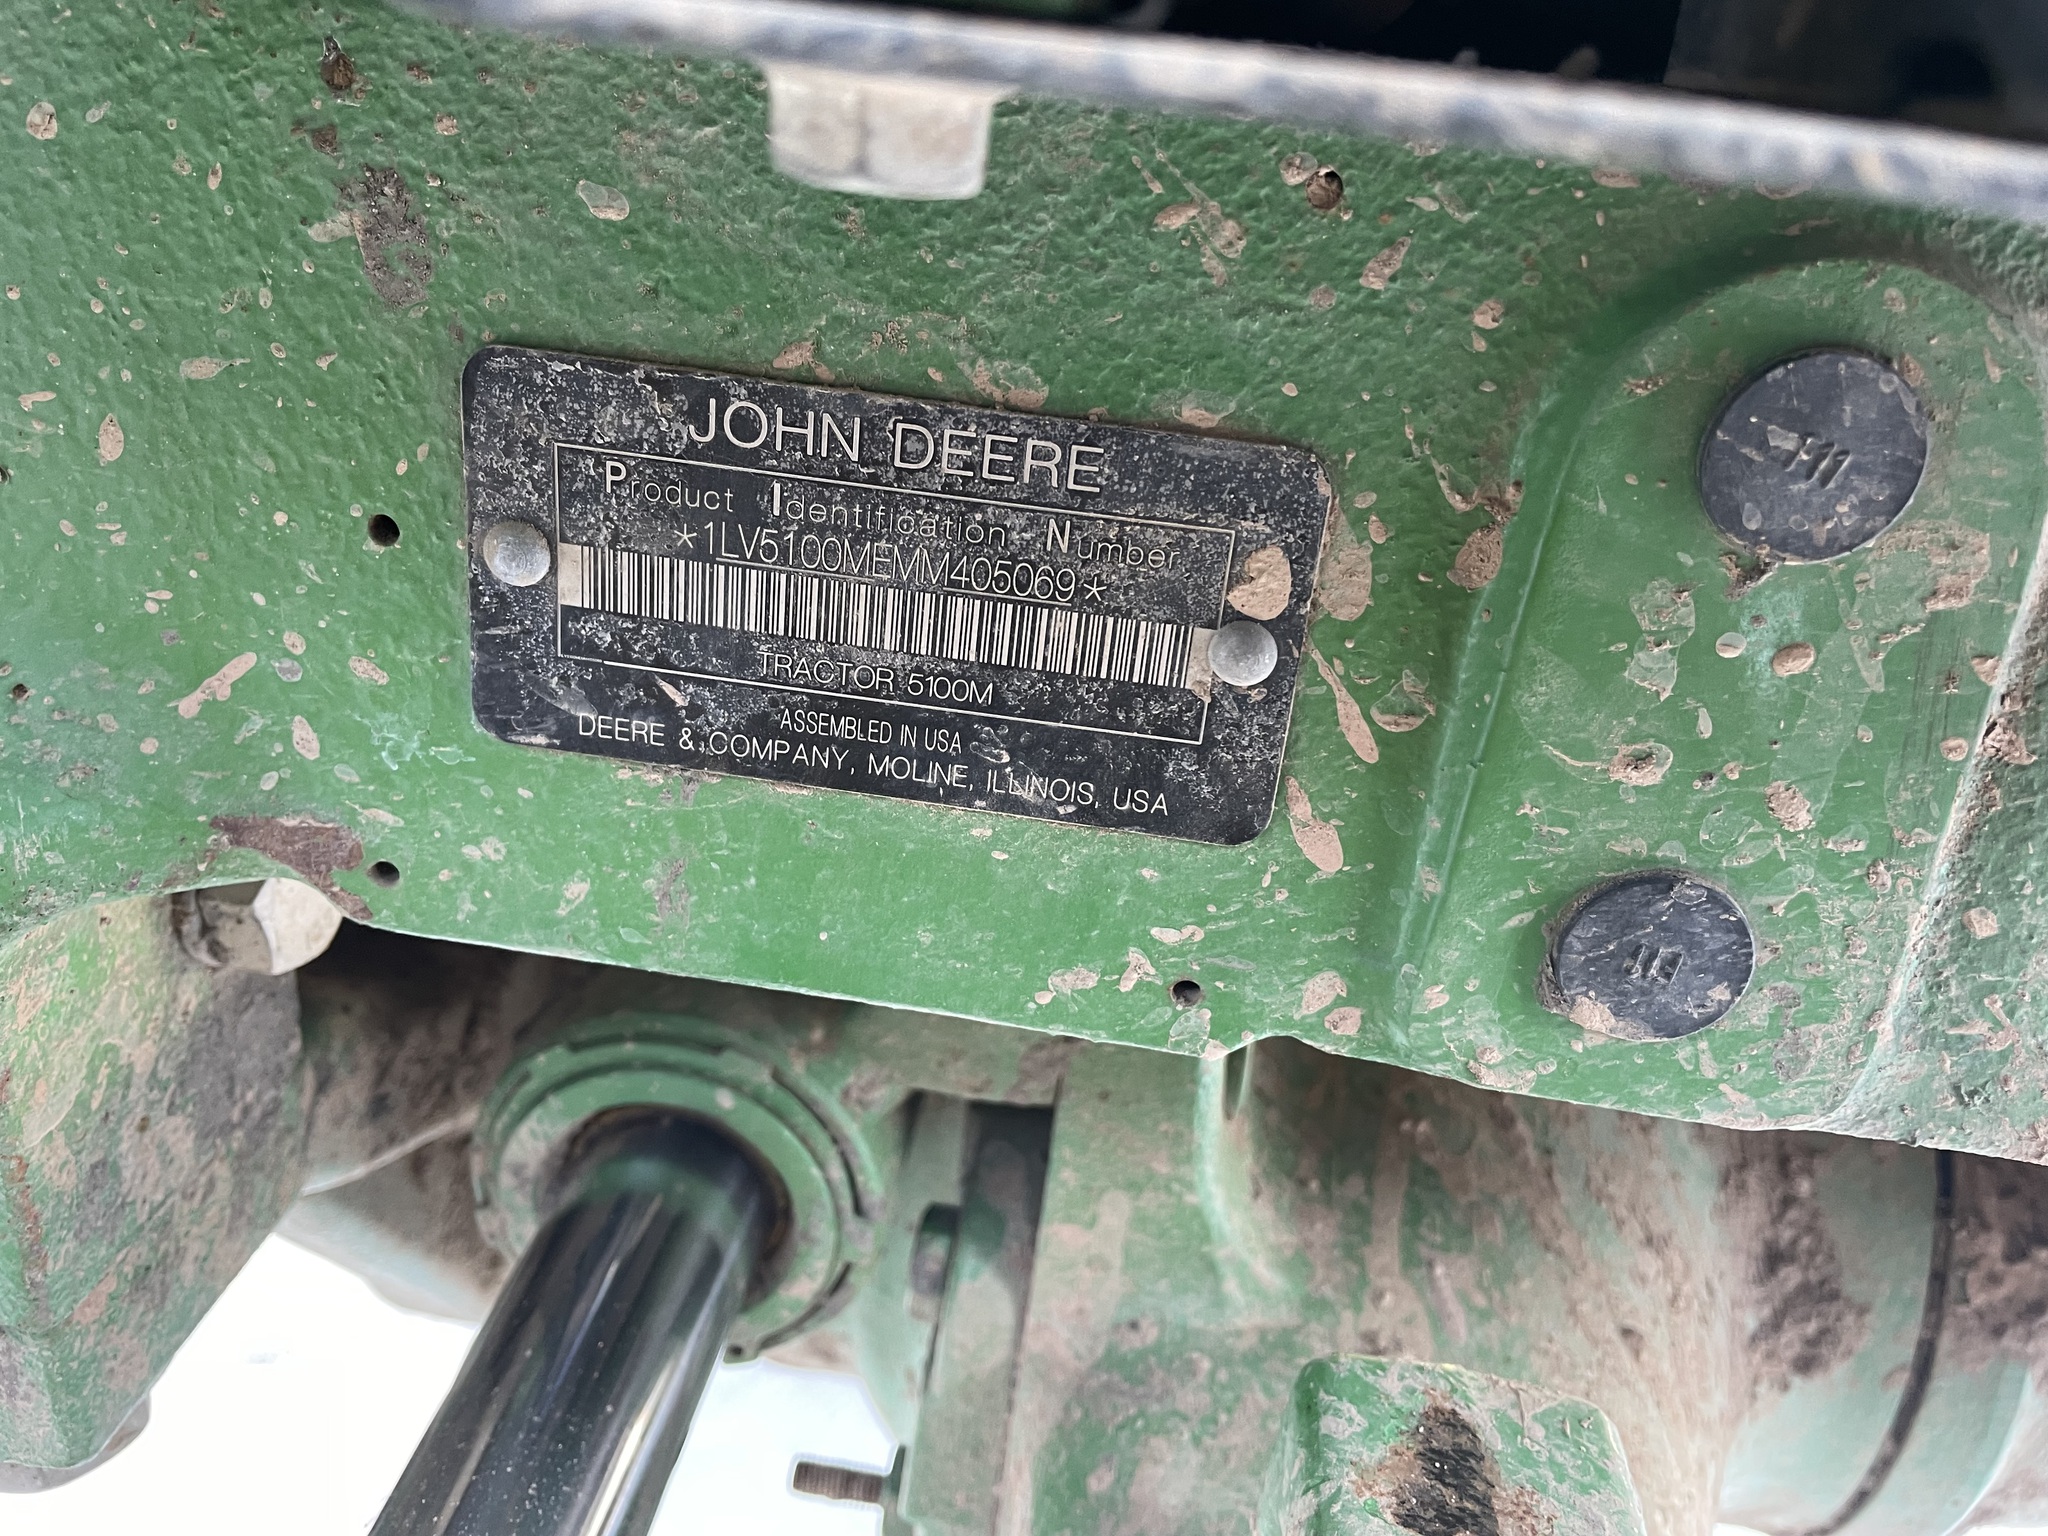 JOHN DEERE
Product Identification Number
*1LV5100MEMM405069*
TRACTOR 5100M
ASSEMBLED IN USA
DEERE & COMPANY, MOLINE, ILLINOIS, USA